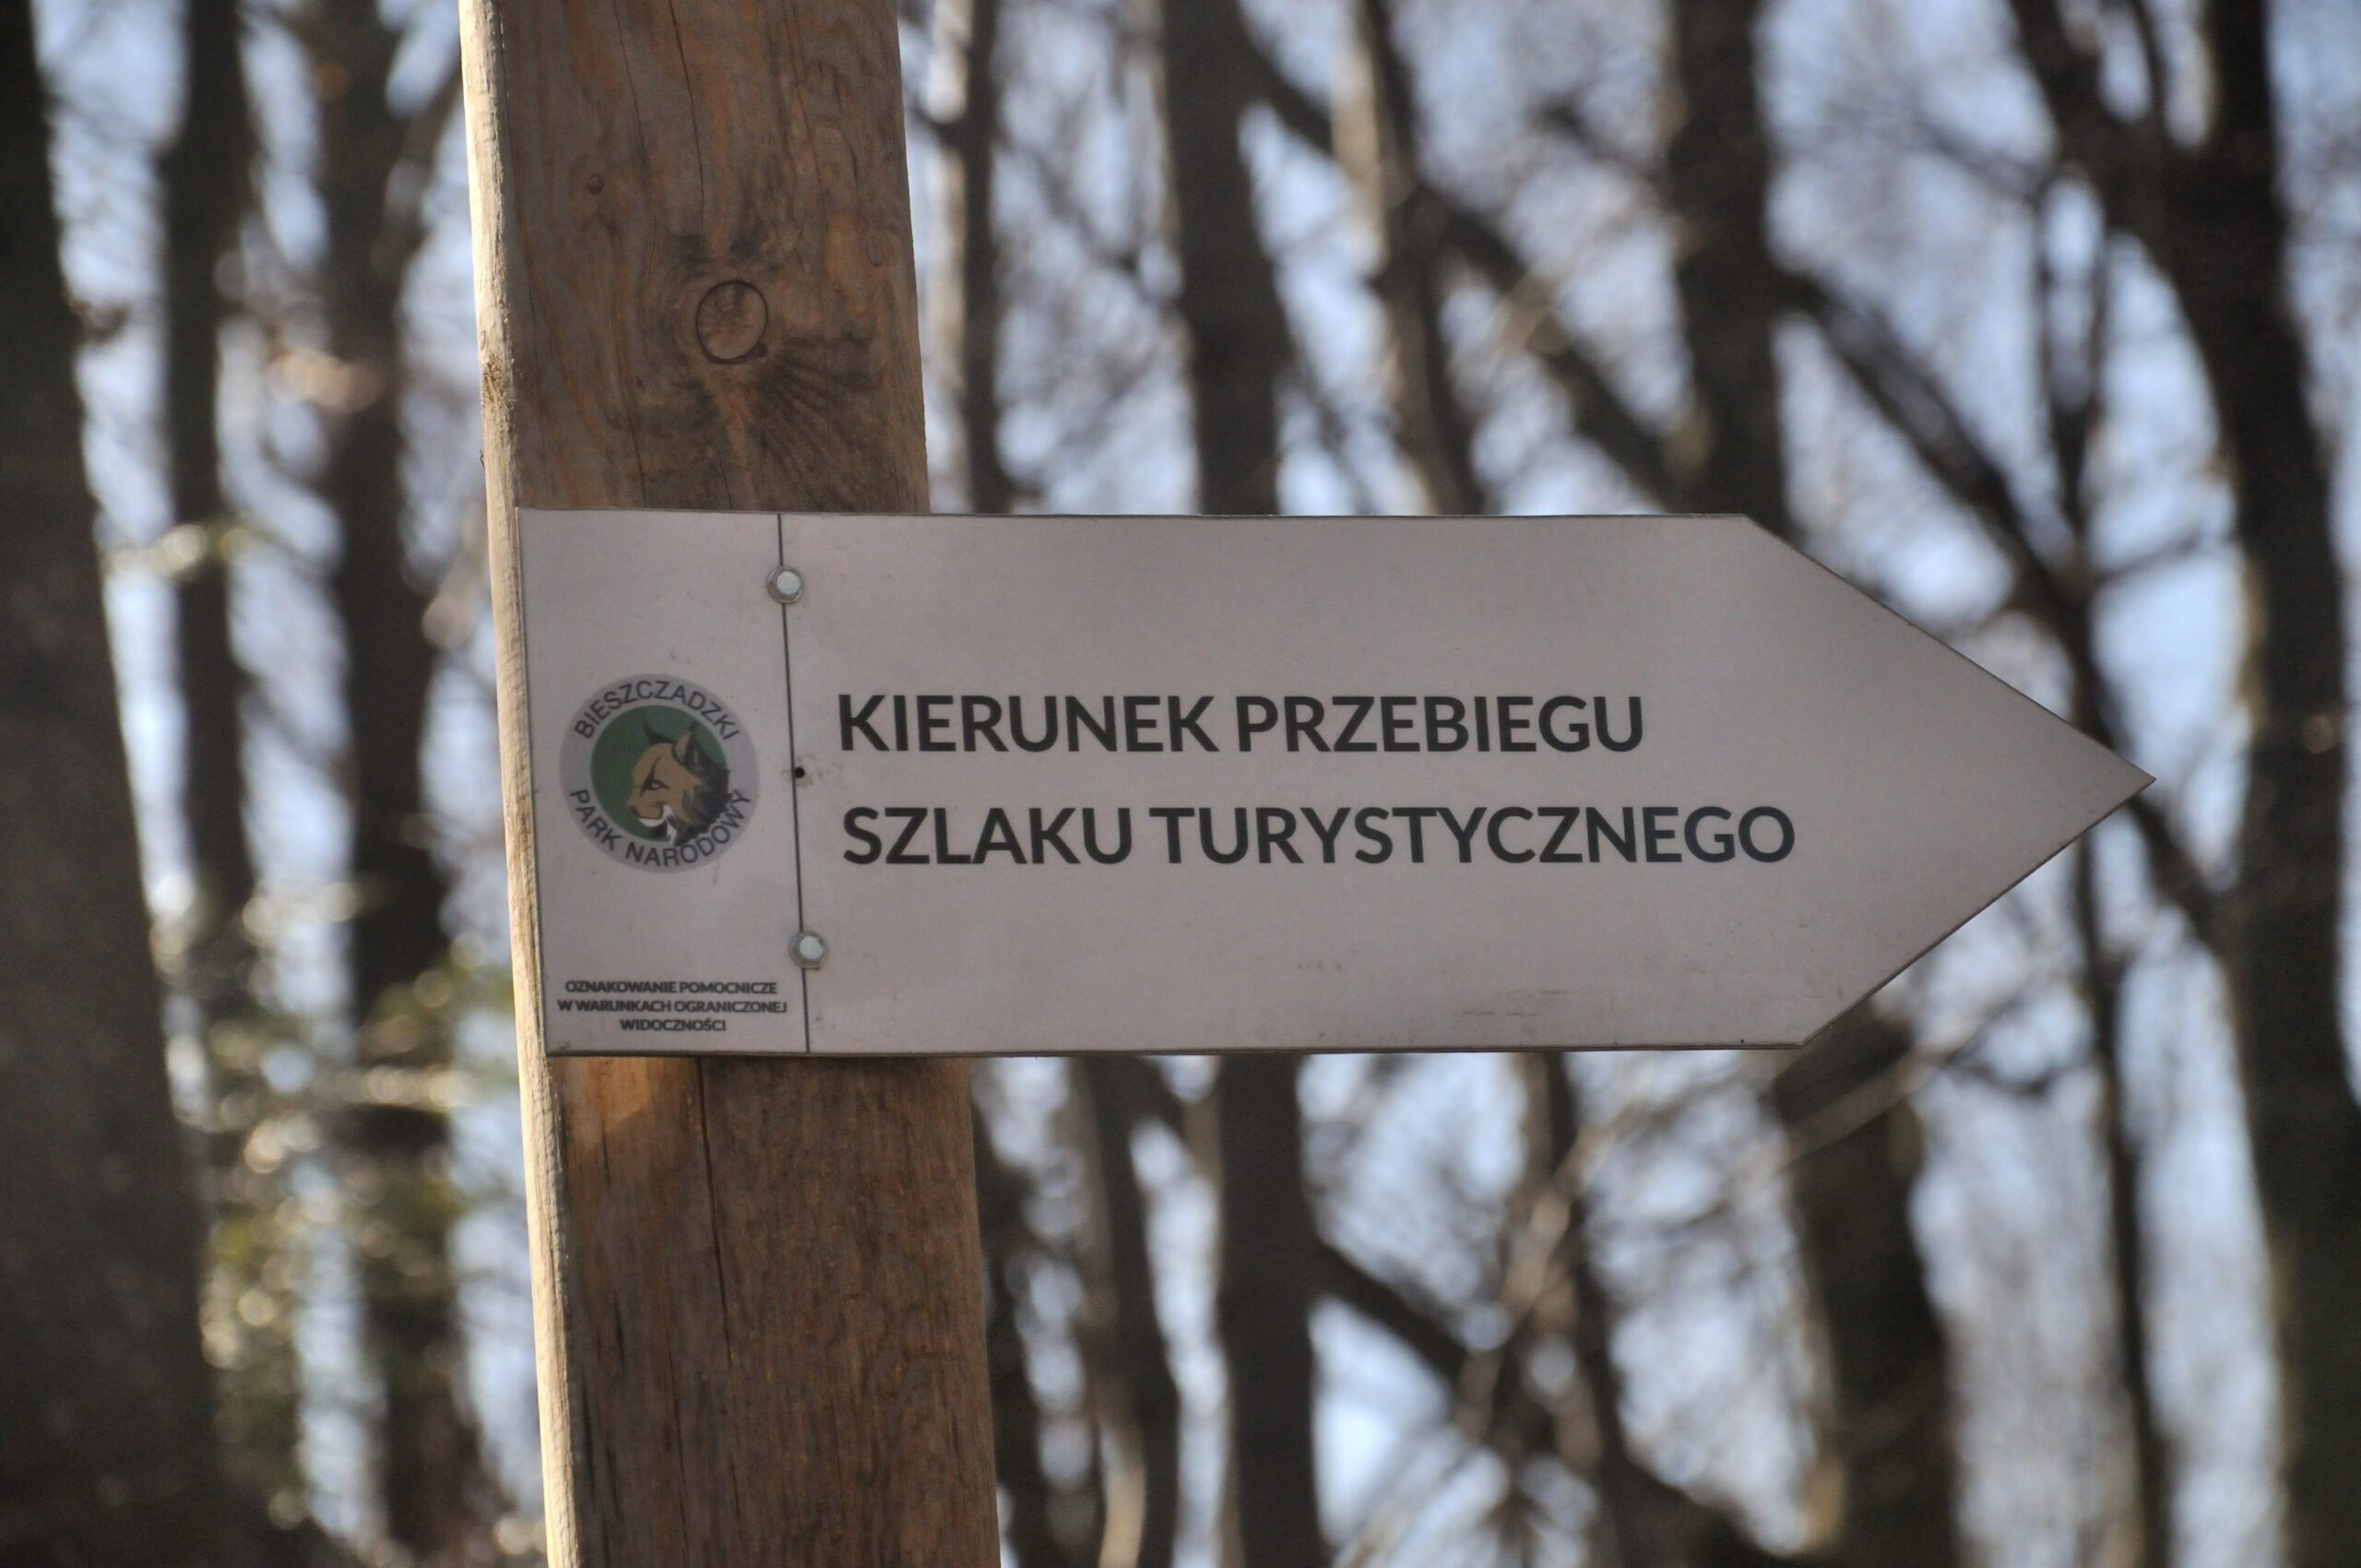 BIESZCZADZKI
PARK NARODOWY
OZNAKOWANIE POMOCNICZE
W WARUNKACH OGRANICZONEJ
WIDOCZNOŚCI
KIERUNEK PRZEBIEGU
SZLAKU TURYSTYCZNEGO